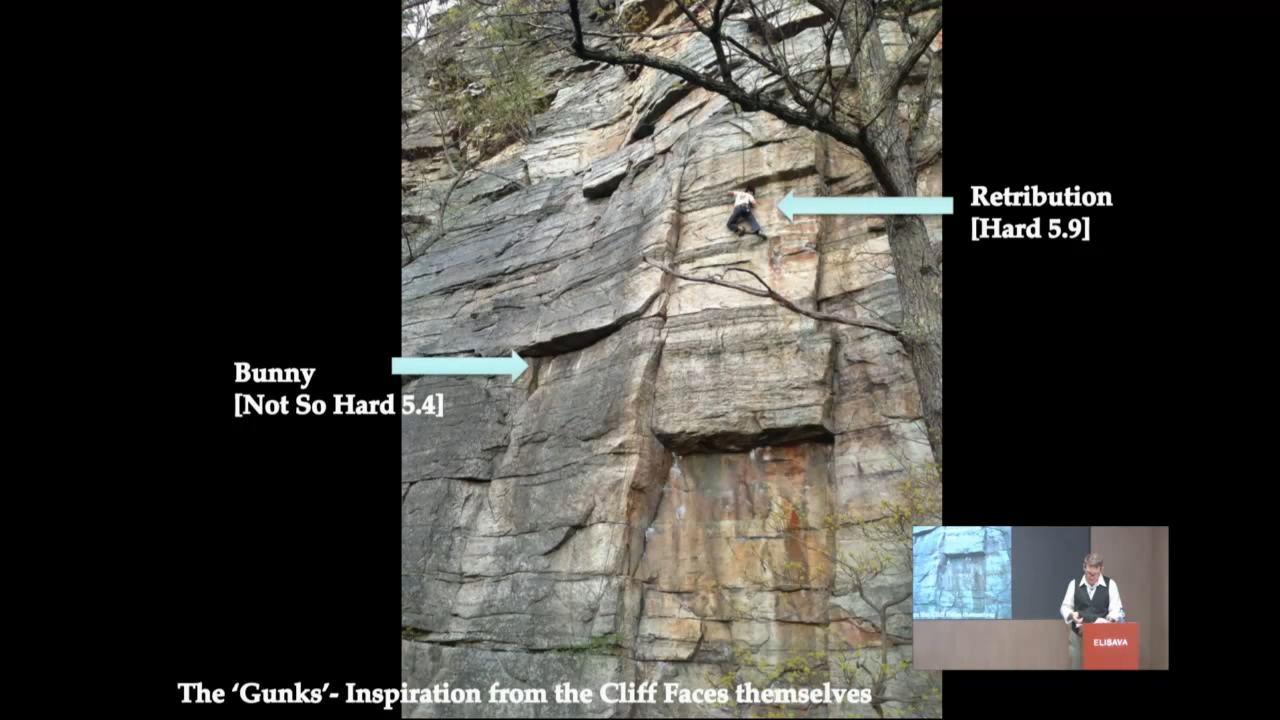 Retribution
[Hard 5.9]
Bunny
[Not So Hard 5.4]
ELISAVA
The ‘Gunks’- Inspiration from the Cliff Faces themselves